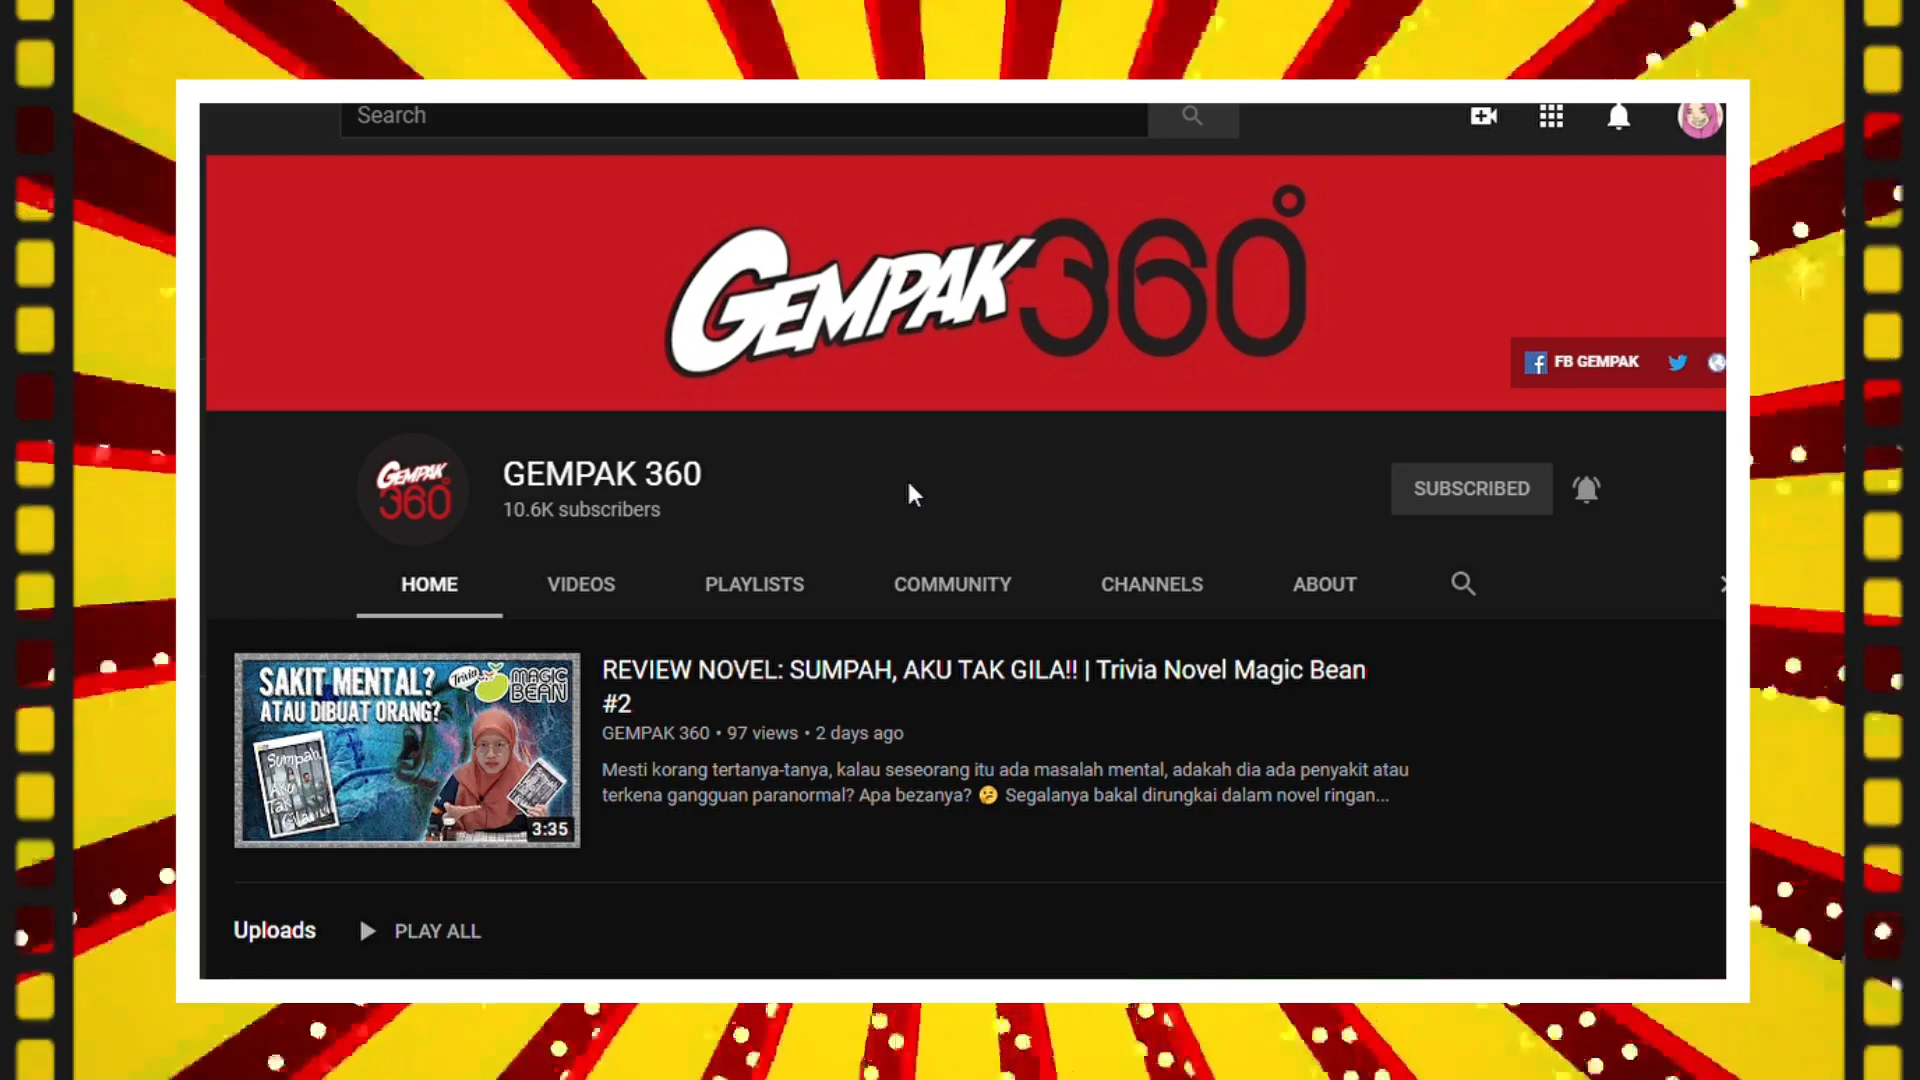 Search
GEMPAK 360°
FB GEMPAK
GEMPAK 360
GEMPAK 360
10.6K subscribers
SUBSCRIBED
HOME VIDEOS PLAYLISTS COMMUNITY CHANNELS ABOUT
SAKIT MENTAL?
ATAU DIBUAT ORANG?
Trivia
MAGIC
BEAN
Sumpah,
Aku
Tak
Gila!!
3:35
REVIEW NOVEL: SUMPAH, AKU TAK GILA!! | Trivia Novel Magic Bean
#2
GEMPAK 360 • 97 views • 2 days ago
Mesti korang tertanya-tanya, kalau seseorang itu ada masalah mental, adakah dia ada penyakit atau
terkena gangguan paranormal? Apa bezanya? 🤔 Segalanya bakal dirungkai dalam novel ringan...
Uploads PLAY ALL